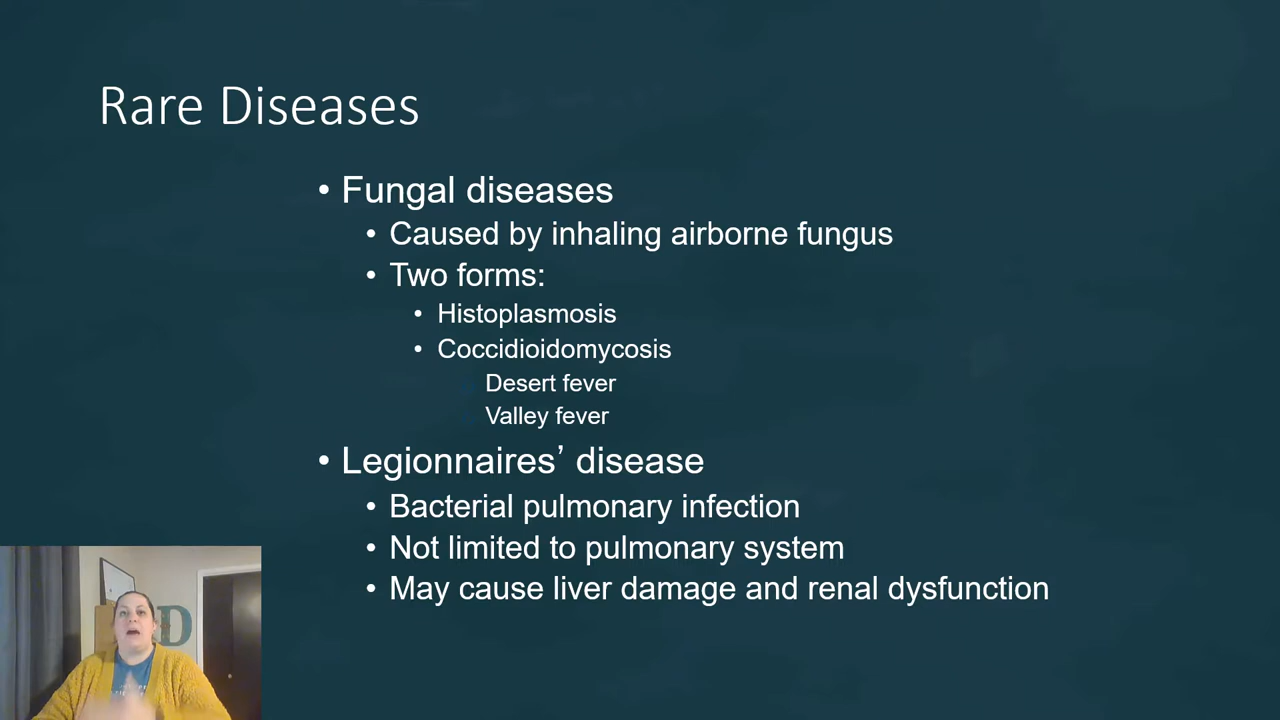 Rare Diseases
• Fungal diseases
• Caused by inhaling airborne fungus
• Two forms:
• Histoplasmosis
• Coccidioidomycosis
Desert fever
Valley fever
• Legionnaires’ disease
• Bacterial pulmonary infection
• Not limited to pulmonary system
• May cause liver damage and renal dysfunction
D